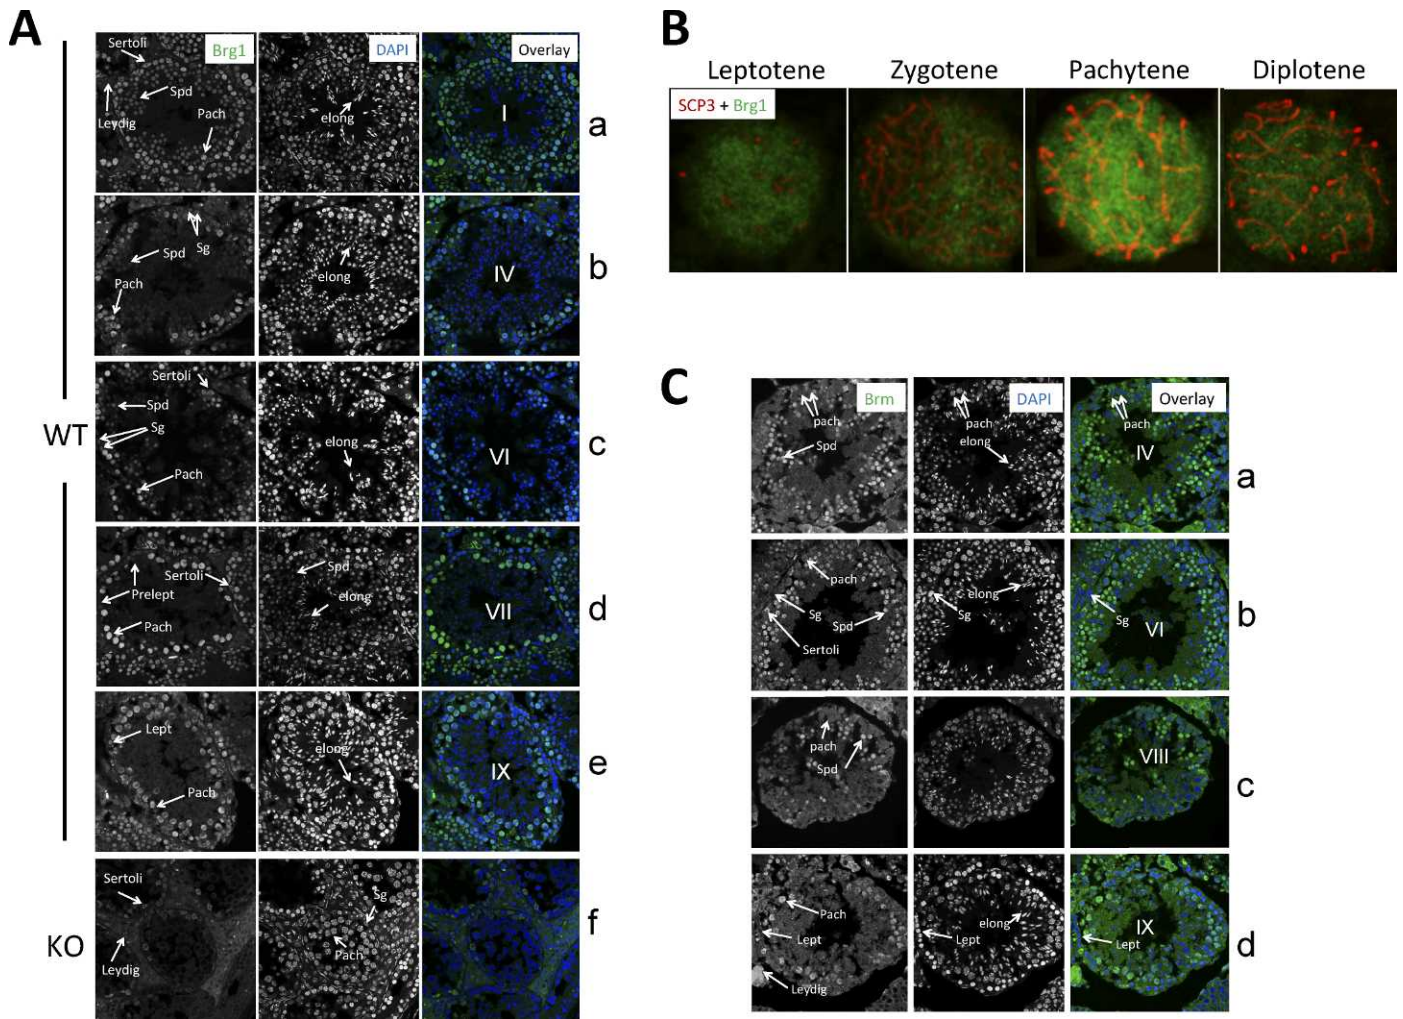 A
WT
KO
Sertoli
Brg1
DAPI
Overlay
Spd
Leydig
Pach
elong
I
a
Sg
Spd
Pach
elong
IV
b
Sertoli
Spd
Sg
Pach
elong
VI
c
Sertoli
Prelept
Pach
Spd
elong
VII
d
Lept
Pach
elong
IX
e
Sertoli
Leydig
Sg
Pach
f
B
Leptotene
Zygotene
Pachytene
Diplotene
SCP3 + Brg1
C
Brm
DAPI
Overlay
pach
Spd
pach
elong
pach
IV
a
pach
Sg
Spd
Sertoli
elong
Sg
Sg
VI
b
pach
Spd
VIII
c
Pach
Lept
Leydig
elong
Lept
IX
Lept
d